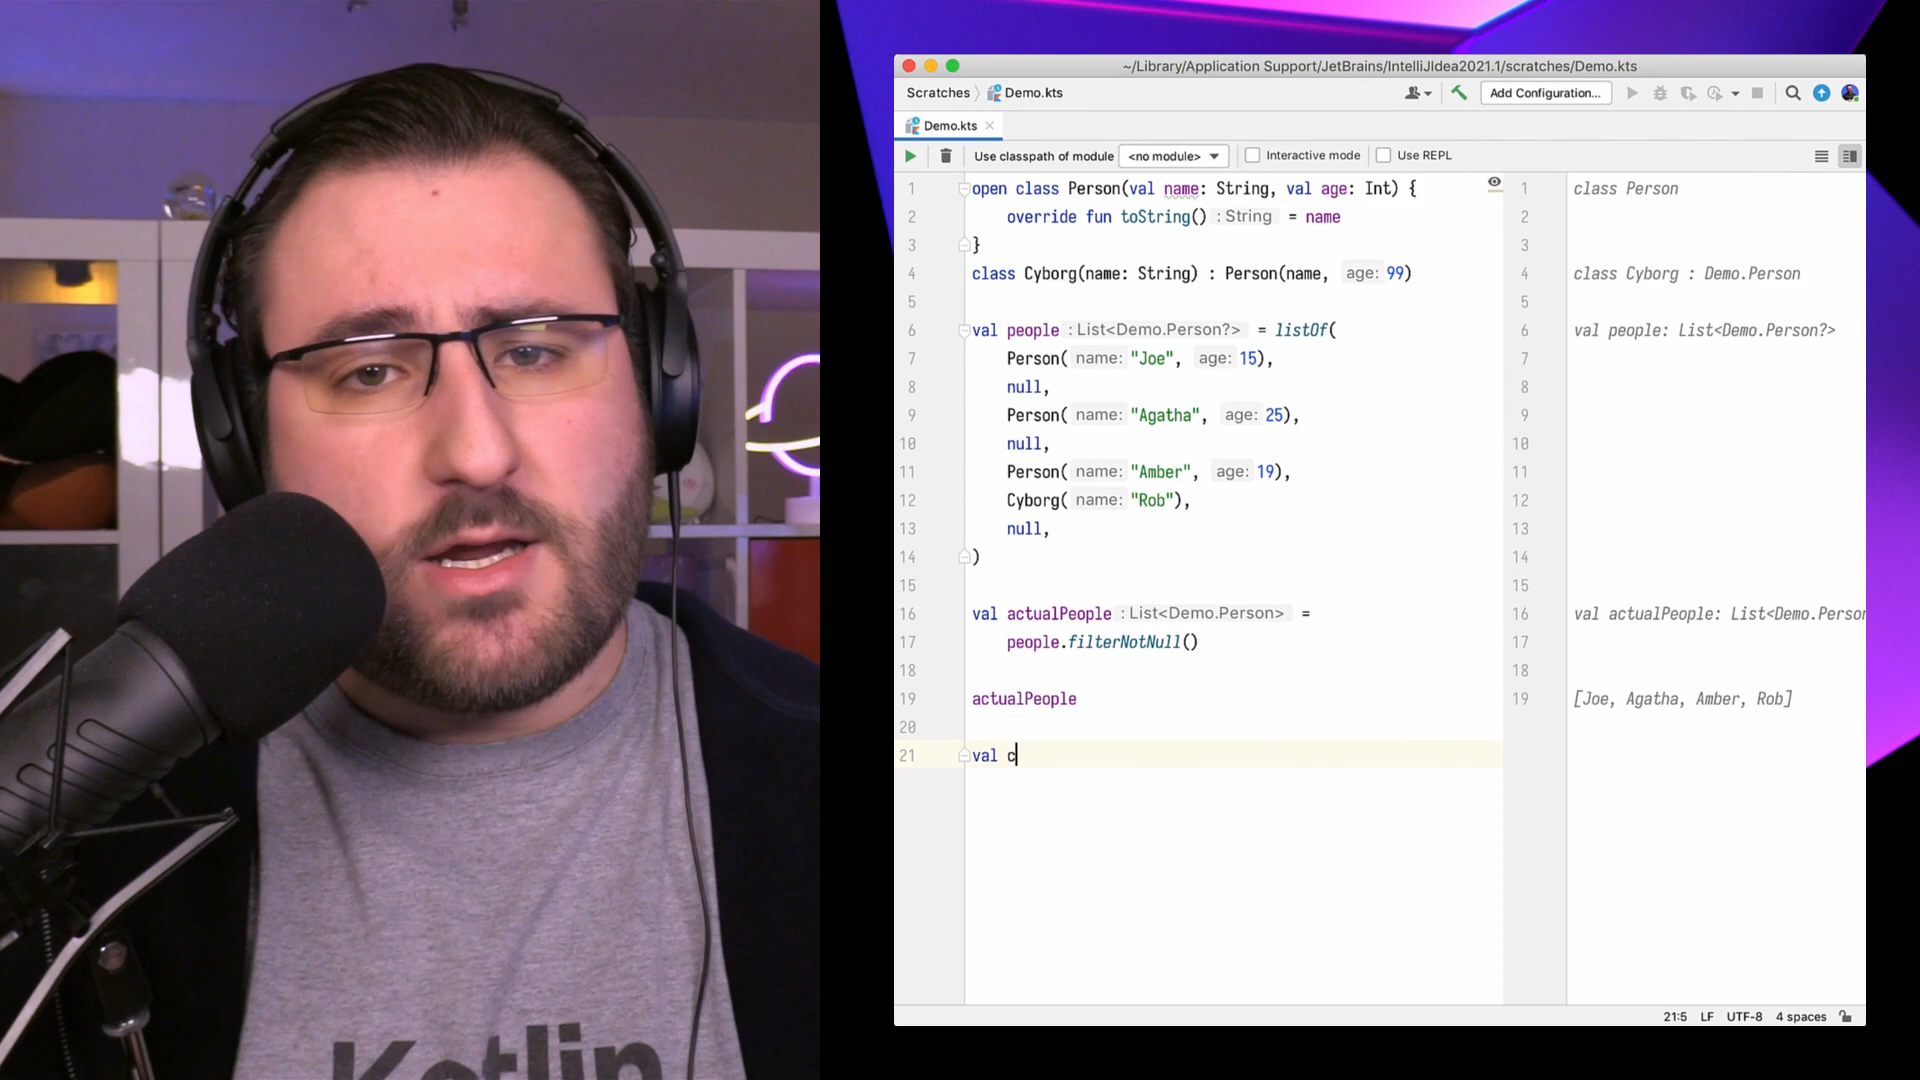 Kotlin
~/Library/Application Support/JetBrains/IntelliJIdea2021.1/scratches/Demo.kts
Scratches
Demo.kts
Add Configuration...
Demo.kts
Use classpath of module
<no module>
Interactive mode
Use REPL
1 open class Person(val name: String, val age: Int) {
2 override fun toString() : String = name
3 }
4 class Cyborg(name: String) : Person(name, age: 99)
5
6 val people : List<Demo.Person?> = listOf(
7 Person( name: "Joe", age: 15),
8 null,
9 Person( name: "Agatha", age: 25),
10 null,
11 Person( name: "Amber", age: 19),
12 Cyborg( name: "Rob"),
13 null,
14 )
15
16 val actualPeople : List<Demo.Person> =
17 people.filterNotNull()
18
19 actualPeople
20
21 val c
1 class Person
2
3
4 class Cyborg : Demo.Person
5
6 val people: List<Demo.Person?>
7
8
9
10
11
12
13
14
15
16 val actualPeople: List<Demo.Person
17
18
19 [Joe, Agatha, Amber, Rob]
21:5 LF UTF-8 4 spaces